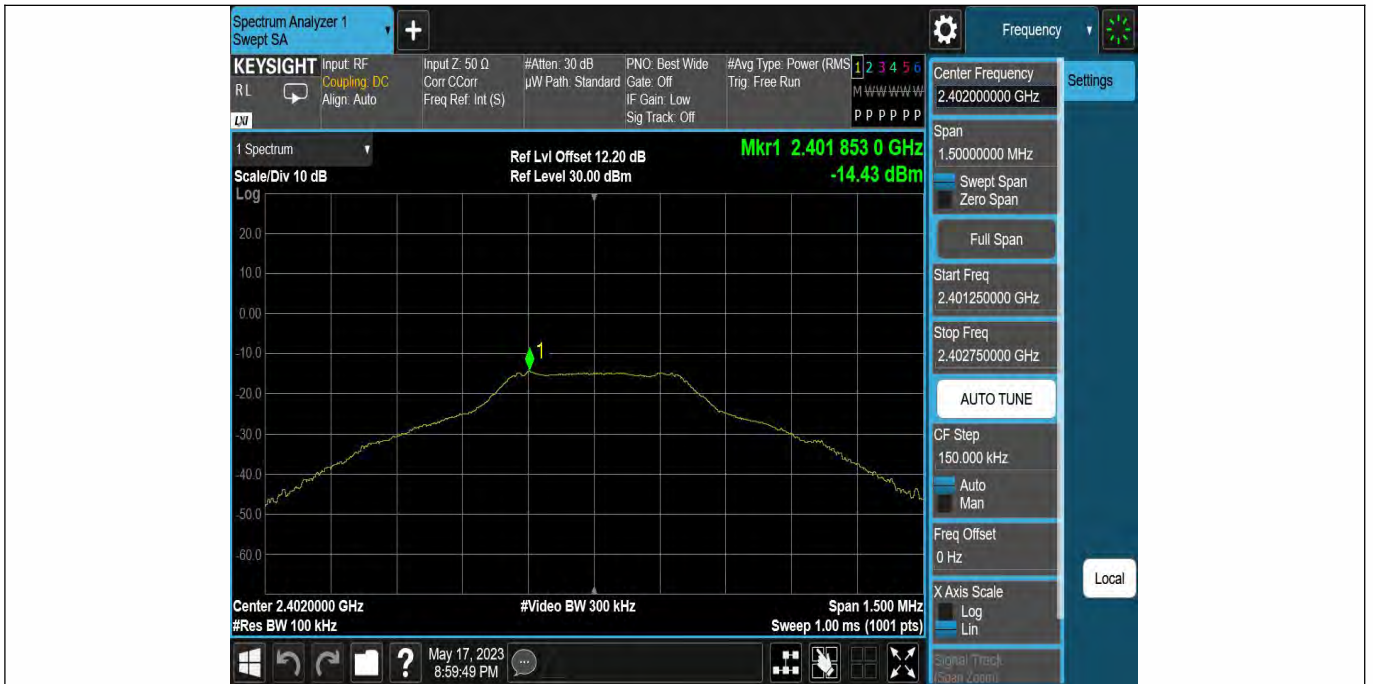 Spectrum Analyzer 1
Swept SA
+
Frequency
KEYSIGHT
RL
LXI
Input: RF
Coupling: DC
Align: Auto
Input Z: 50 Ω
Corr CCorr
Freq Ref: Int (S)
#Atten: 30 dB
µW Path: Standard
PNO: Best Wide
Gate: Off
IF Gain: Low
Sig Track: Off
#Avg Type: Power (RMS
Trig: Free Run
1 2 3 4 5 6
M W W W W W
P P P P P P
1 Spectrum
Scale/Div 10 dB
Ref Lvl Offset 12.20 dB
Ref Level 30.00 dBm
Mkr1 2.401 853 0 GHz
-14.43 dBm
Log
20.0
10.0
0.00
-10.0
-20.0
-30.0
-40.0
-50.0
-60.0
1
Center 2.4020000 GHz
#Res BW 100 kHz
#Video BW 300 kHz
Span 1.500 MHz
Sweep 1.00 ms (1001 pts)
Center Frequency
2.402000000 GHz
Settings
Span
1.50000000 MHz
Swept Span
Zero Span
Full Span
Start Freq
2.401250000 GHz
Stop Freq
2.402750000 GHz
AUTO TUNE
CF Step
150.000 kHz
Auto
Man
Freq Offset
0 Hz
X Axis Scale
Log
Lin
Signal Track
(Span Zoom)
Local
?
May 17, 2023
8:59:49 PM